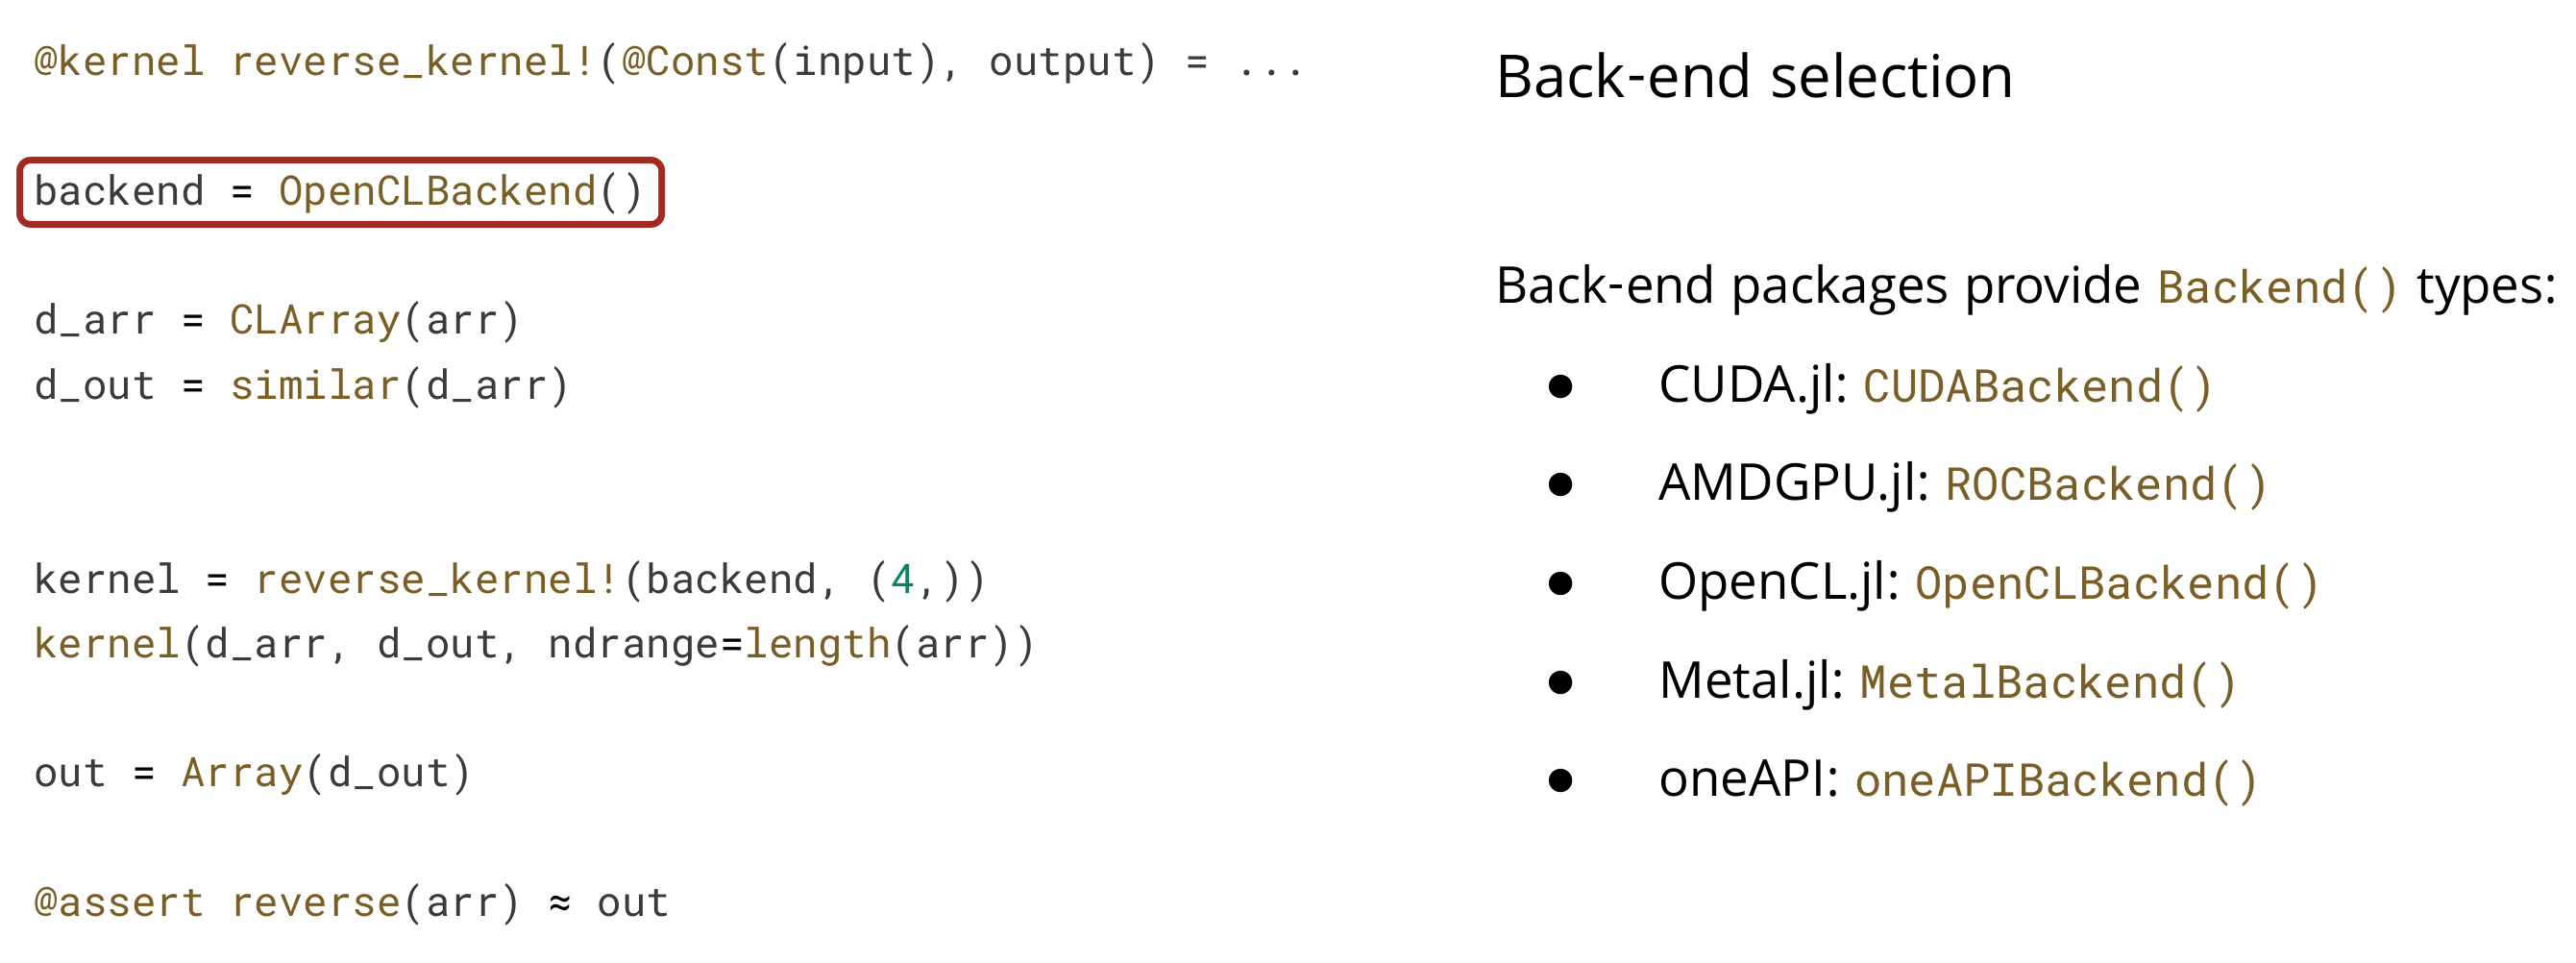 @kernel reverse_kernel!(@Const(input), output) = ...
backend = OpenCLBackend()
d_arr = CLArray(arr)
d_out = similar(d_arr)
kernel = reverse_kernel!(backend, (4,))
kernel(d_arr, d_out, ndrange=length(arr))
out = Array(d_out)
@assert reverse(arr) ≈ out
Back-end selection
Back-end packages provide Backend() types:
● CUDA.jl: CUDABackend()
● AMDGPU.jl: ROCBackend()
● OpenCL.jl: OpenCLBackend()
● Metal.jl: MetalBackend()
● oneAPI: oneAPIBackend()